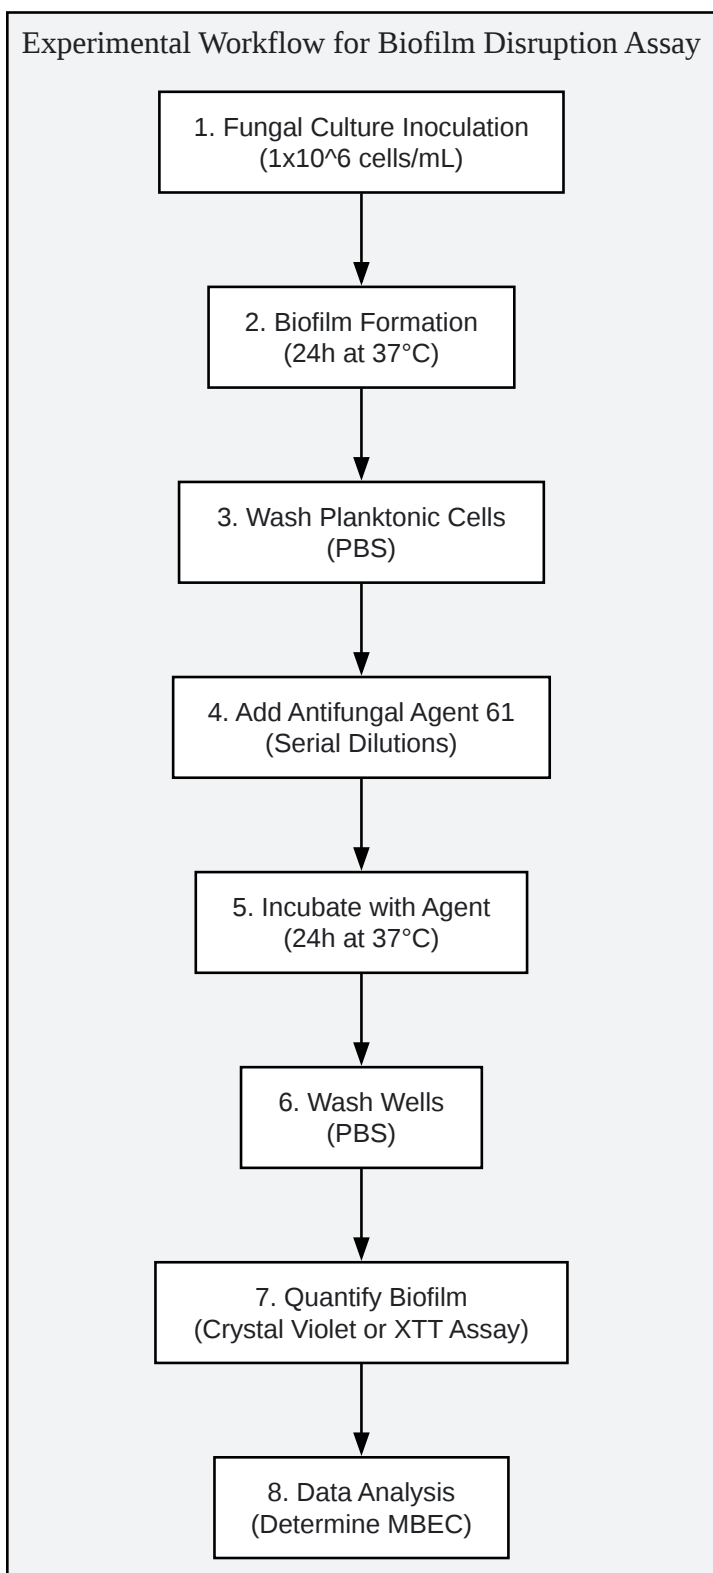 Experimental Workflow for Biofilm Disruption Assay
1. Fungal Culture Inoculation
(1x10^6 cells/mL)
2. Biofilm Formation
(24h at 37°C)
3. Wash Planktonic Cells
(PBS)
4. Add Antifungal Agent 61
(Serial Dilutions)
5. Incubate with Agent
(24h at 37°C)
6. Wash Wells
(PBS)
7. Quantify Biofilm
(Crystal Violet or XTT Assay)
8. Data Analysis
(Determine MBEC)